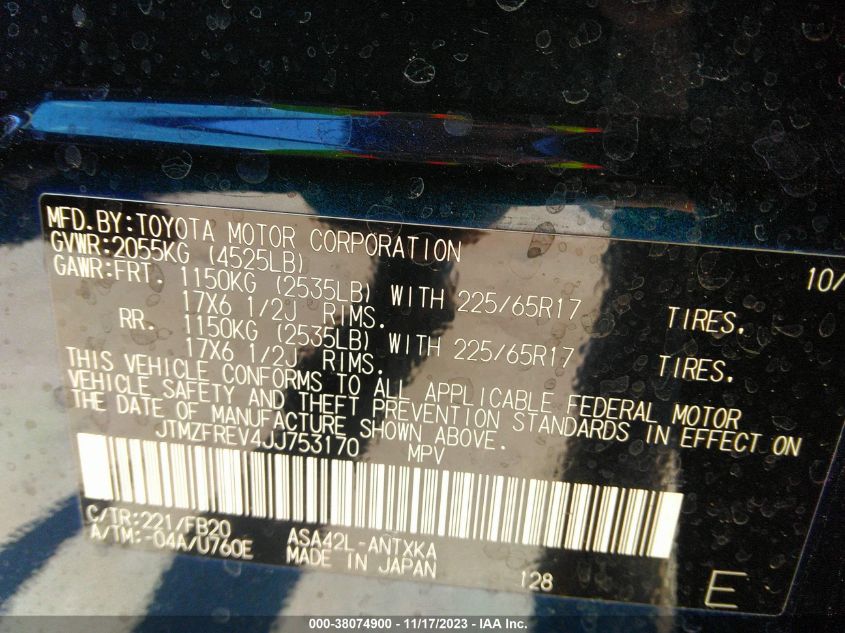 MFD.BY:TOYOTA MOTOR CORPORATION 10/
GVWR:2055KG (4525LB)
GAWR:FRT. 1150KG (2535LB) WITH 225/65R17 TIRES.
17X6 1/2J RIMS.
RR. 1150KG (2535LB) WITH 225/65R17 TIRES.
17X6 1/2J RIMS.
THIS VEHICLE CONFORMS TO ALL APPLICABLE FEDERAL MOTOR
VEHICLE SAFETY AND THEFT PREVENTION STANDARDS IN EFFECT ON
THE DATE OF MANUFACTURE SHOWN ABOVE.
JTMZFREV4JJ753170 MPV
C/TR:221/FB20
A/TM:-04A/U760E
ASA42L-ANTXKA
MADE IN JAPAN
128
E
000-38074900 - 11/17/2023 - IAA Inc.